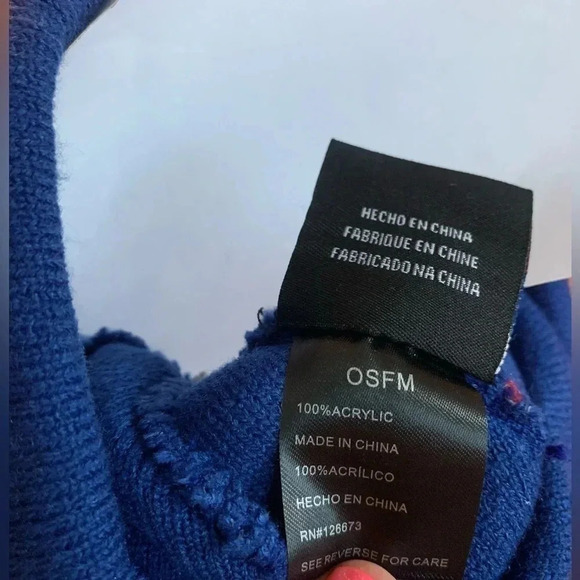 HECHO EN CHINA
FABRIQUE EN CHINE
FABRICADO NA CHINA
OSFM
100%ACRYLIC
MADE IN CHINA
100%ACRÍLICO
HECHO EN CHINA
RN#126673
SEE REVERSE FOR CARE